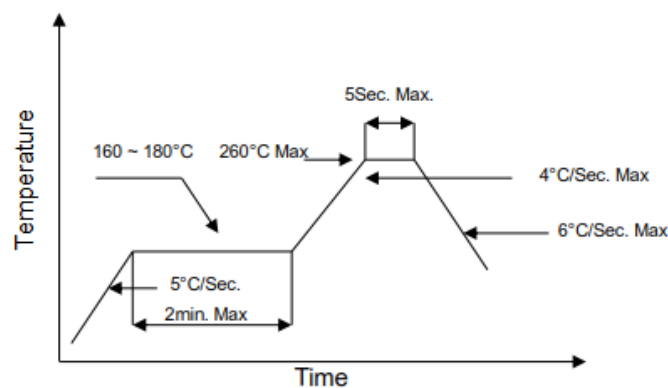 5Sec. Max.
160 ~ 180°C 260°C Max
4°C/Sec. Max
6°C/Sec. Max
5°C/Sec.
2min. Max
Temperature
Time